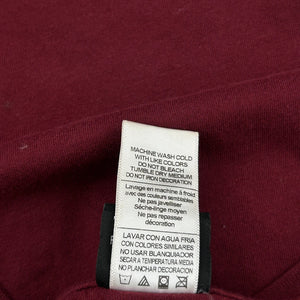 MACHINE WASH COLD
WITH LIKE COLORS
DO NOT BLEACH
TUMBLE DRY MEDIUM
DO NOT IRON DECORATION
Lavage en machine à froid
avec des couleurs semblables
Ne pas javelliser
Sèche-linge moyen
Ne pas repasser
décoration
LAVAR CON AGUA FRIA
CON COLORES SIMILARES
NO USAR BLANQUIADOR
SECAR A TEMPERATURA MEDIA
NO PLANCHAR DECORACION